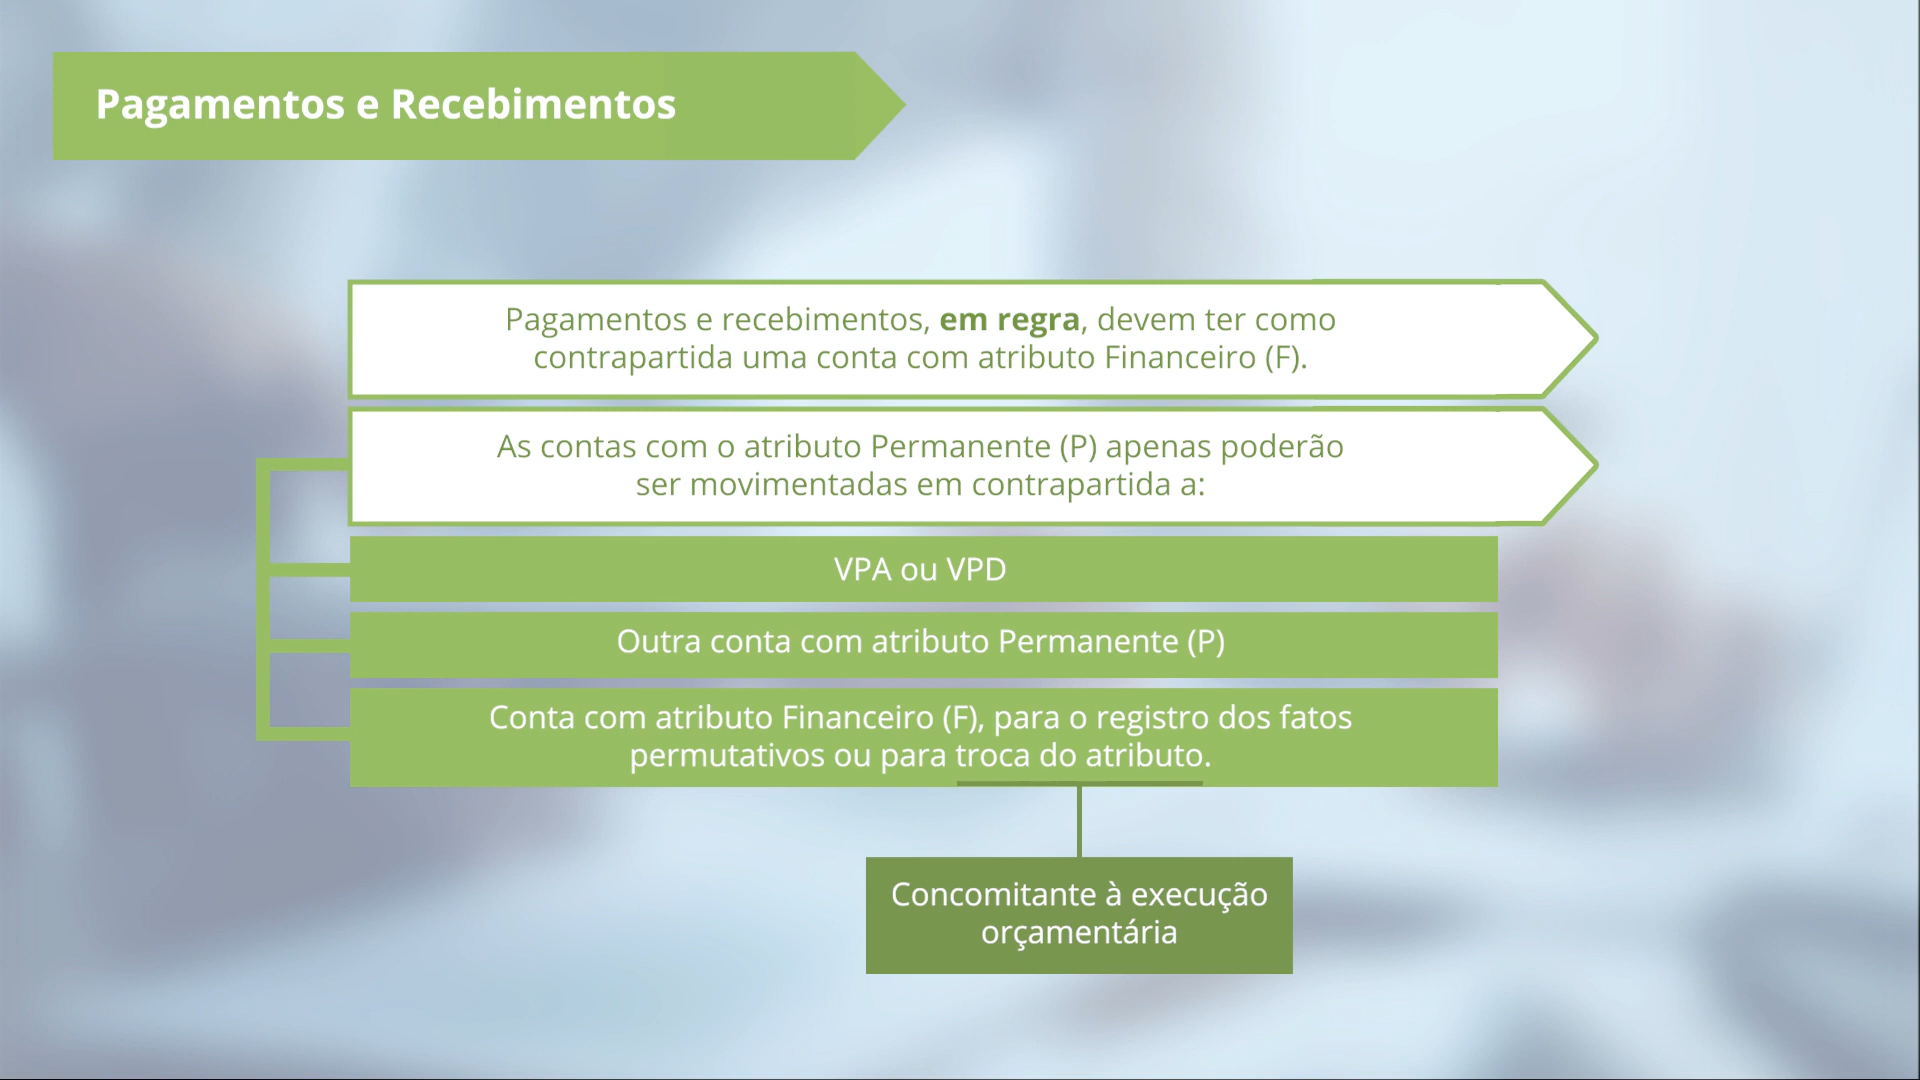 Pagamentos e Recebimentos
Pagamentos e recebimentos, em regra, devem ter como
contrapartida uma conta com atributo Financeiro (F).
As contas com o atributo Permanente (P) apenas poderão
ser movimentadas em contrapartida a:
VPA ou VPD
Outra conta com atributo Permanente (P)
Conta com atributo Financeiro (F), para o registro dos fatos
permutativos ou para troca do atributo.
Concomitante à execução
orçamentária